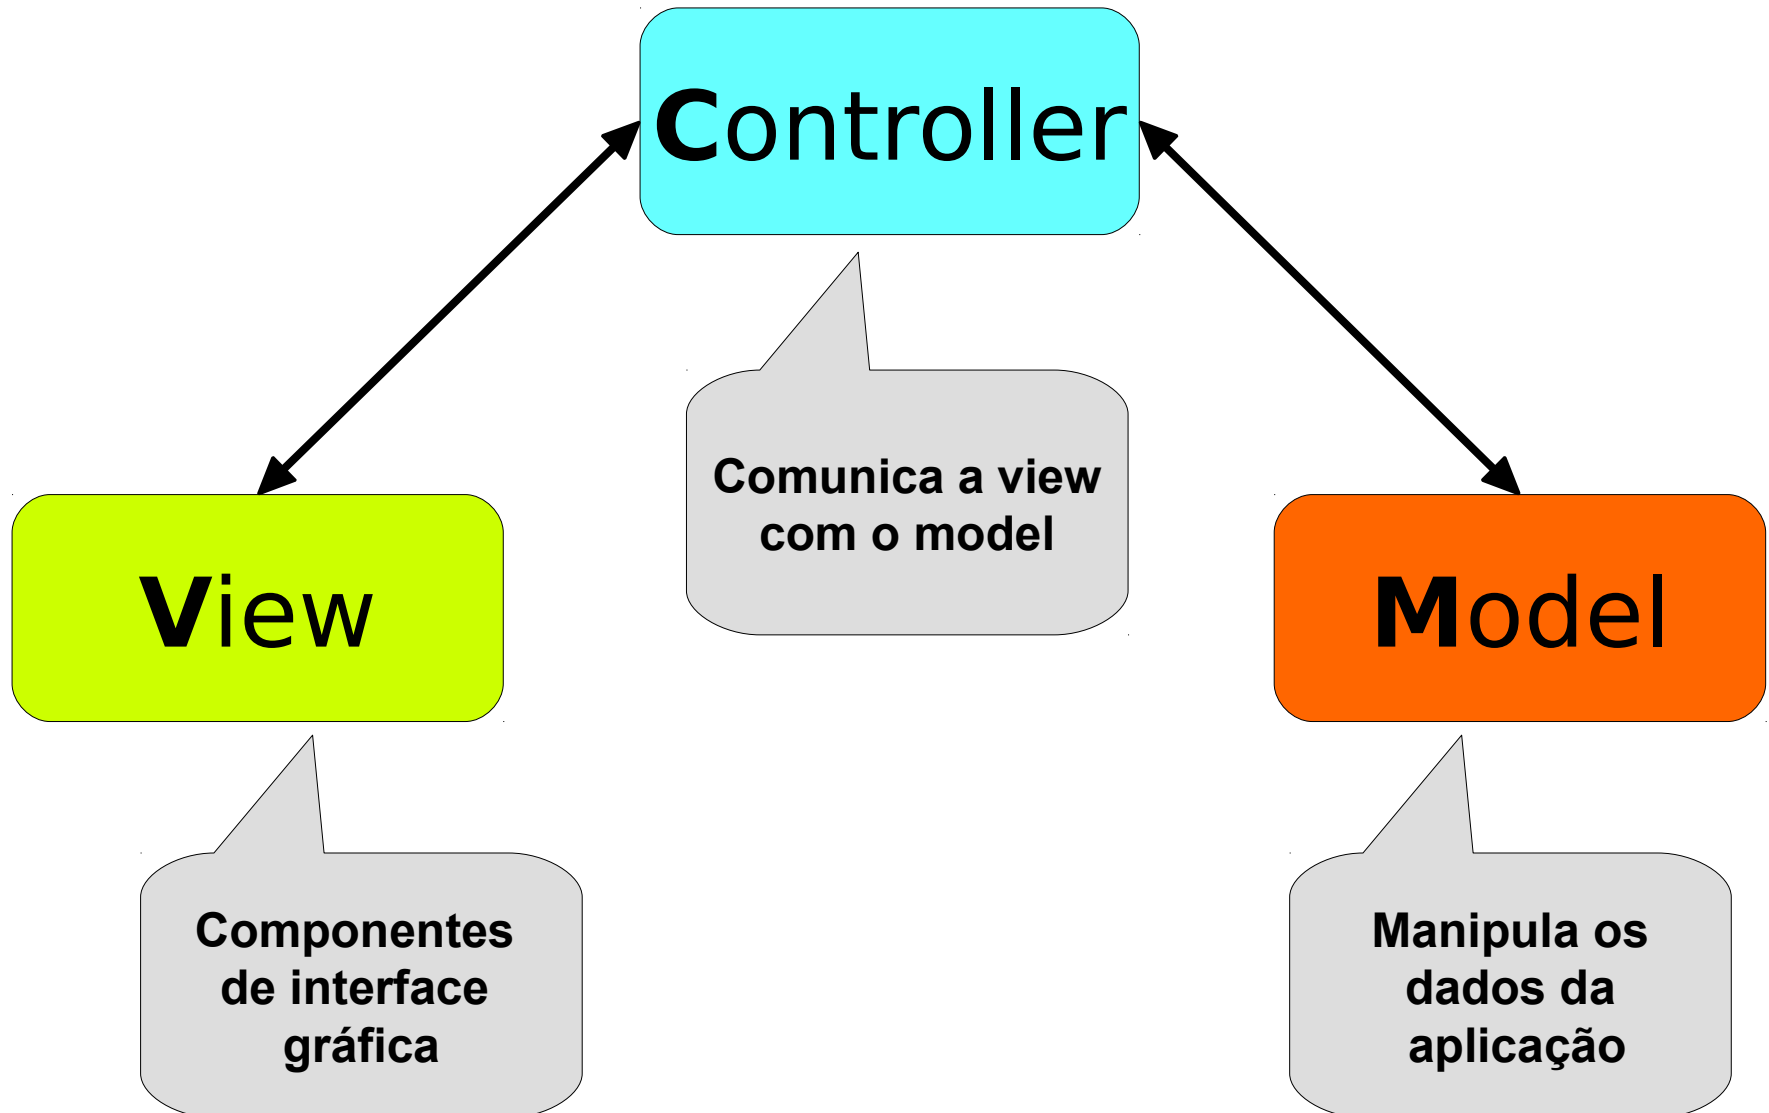 Controller
Comunica a view
com o model
View
Model
Componentes
de interface
gráfica
Manipula os
dados da
aplicação